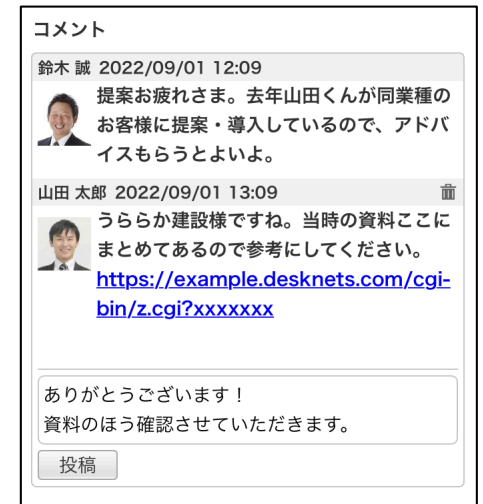 コメント
鈴木 誠 2022/09/01 12:09
提案お疲れさま。去年山田くんが同業種の
お客様に提案・導入しているので、アドバ
イスもらうとよいよ。
山田 太郎 2022/09/01 13:09
うららか建設様ですね。当時の資料ここに
まとめてあるので参考にしてください。
https://example.desknets.com/cgi-
bin/z.cgi?xxxxxxx
ありがとうございます！
資料のほう確認させていただきます。
投稿